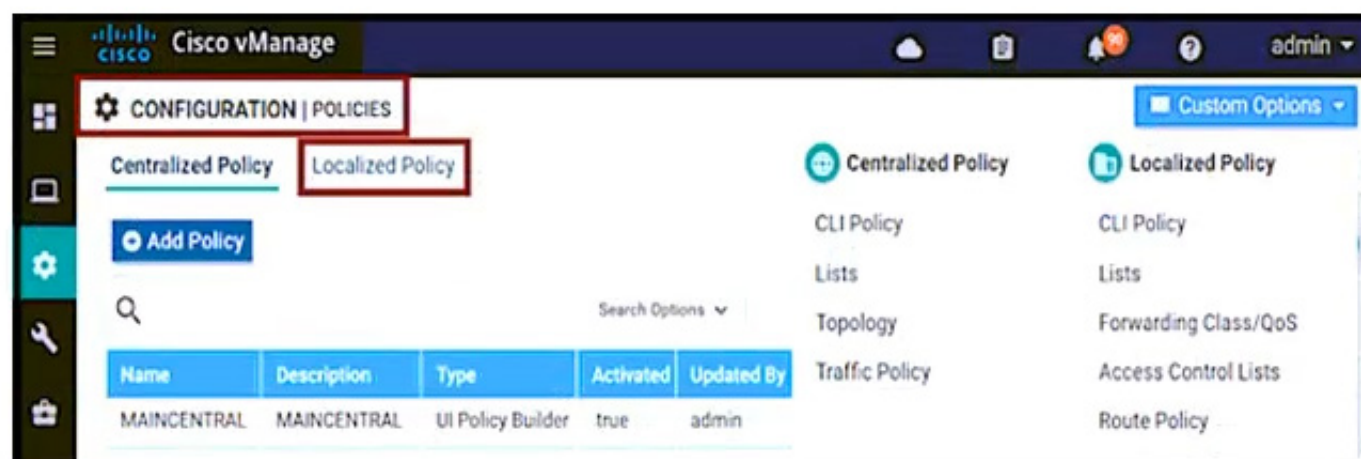 CISCO Cisco vManage 90 ? admin
CONFIGURATION | POLICIES
Custom Options
Centralized Policy Localized Policy
Add Policy
Search Options
Name Description Type Activated Updated By
MAINCENTRAL MAINCENTRAL UI Policy Builder true admin
Centralized Policy
CLI Policy
Lists
Topology
Traffic Policy
Localized Policy
CLI Policy
Lists
Forwarding Class/QoS
Access Control Lists
Route Policy